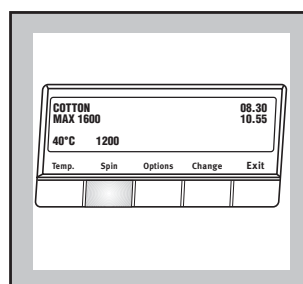 COTTON 08.30
MAX 1600 10.55
40°C 1200
Temp. Spin Options Change Exit